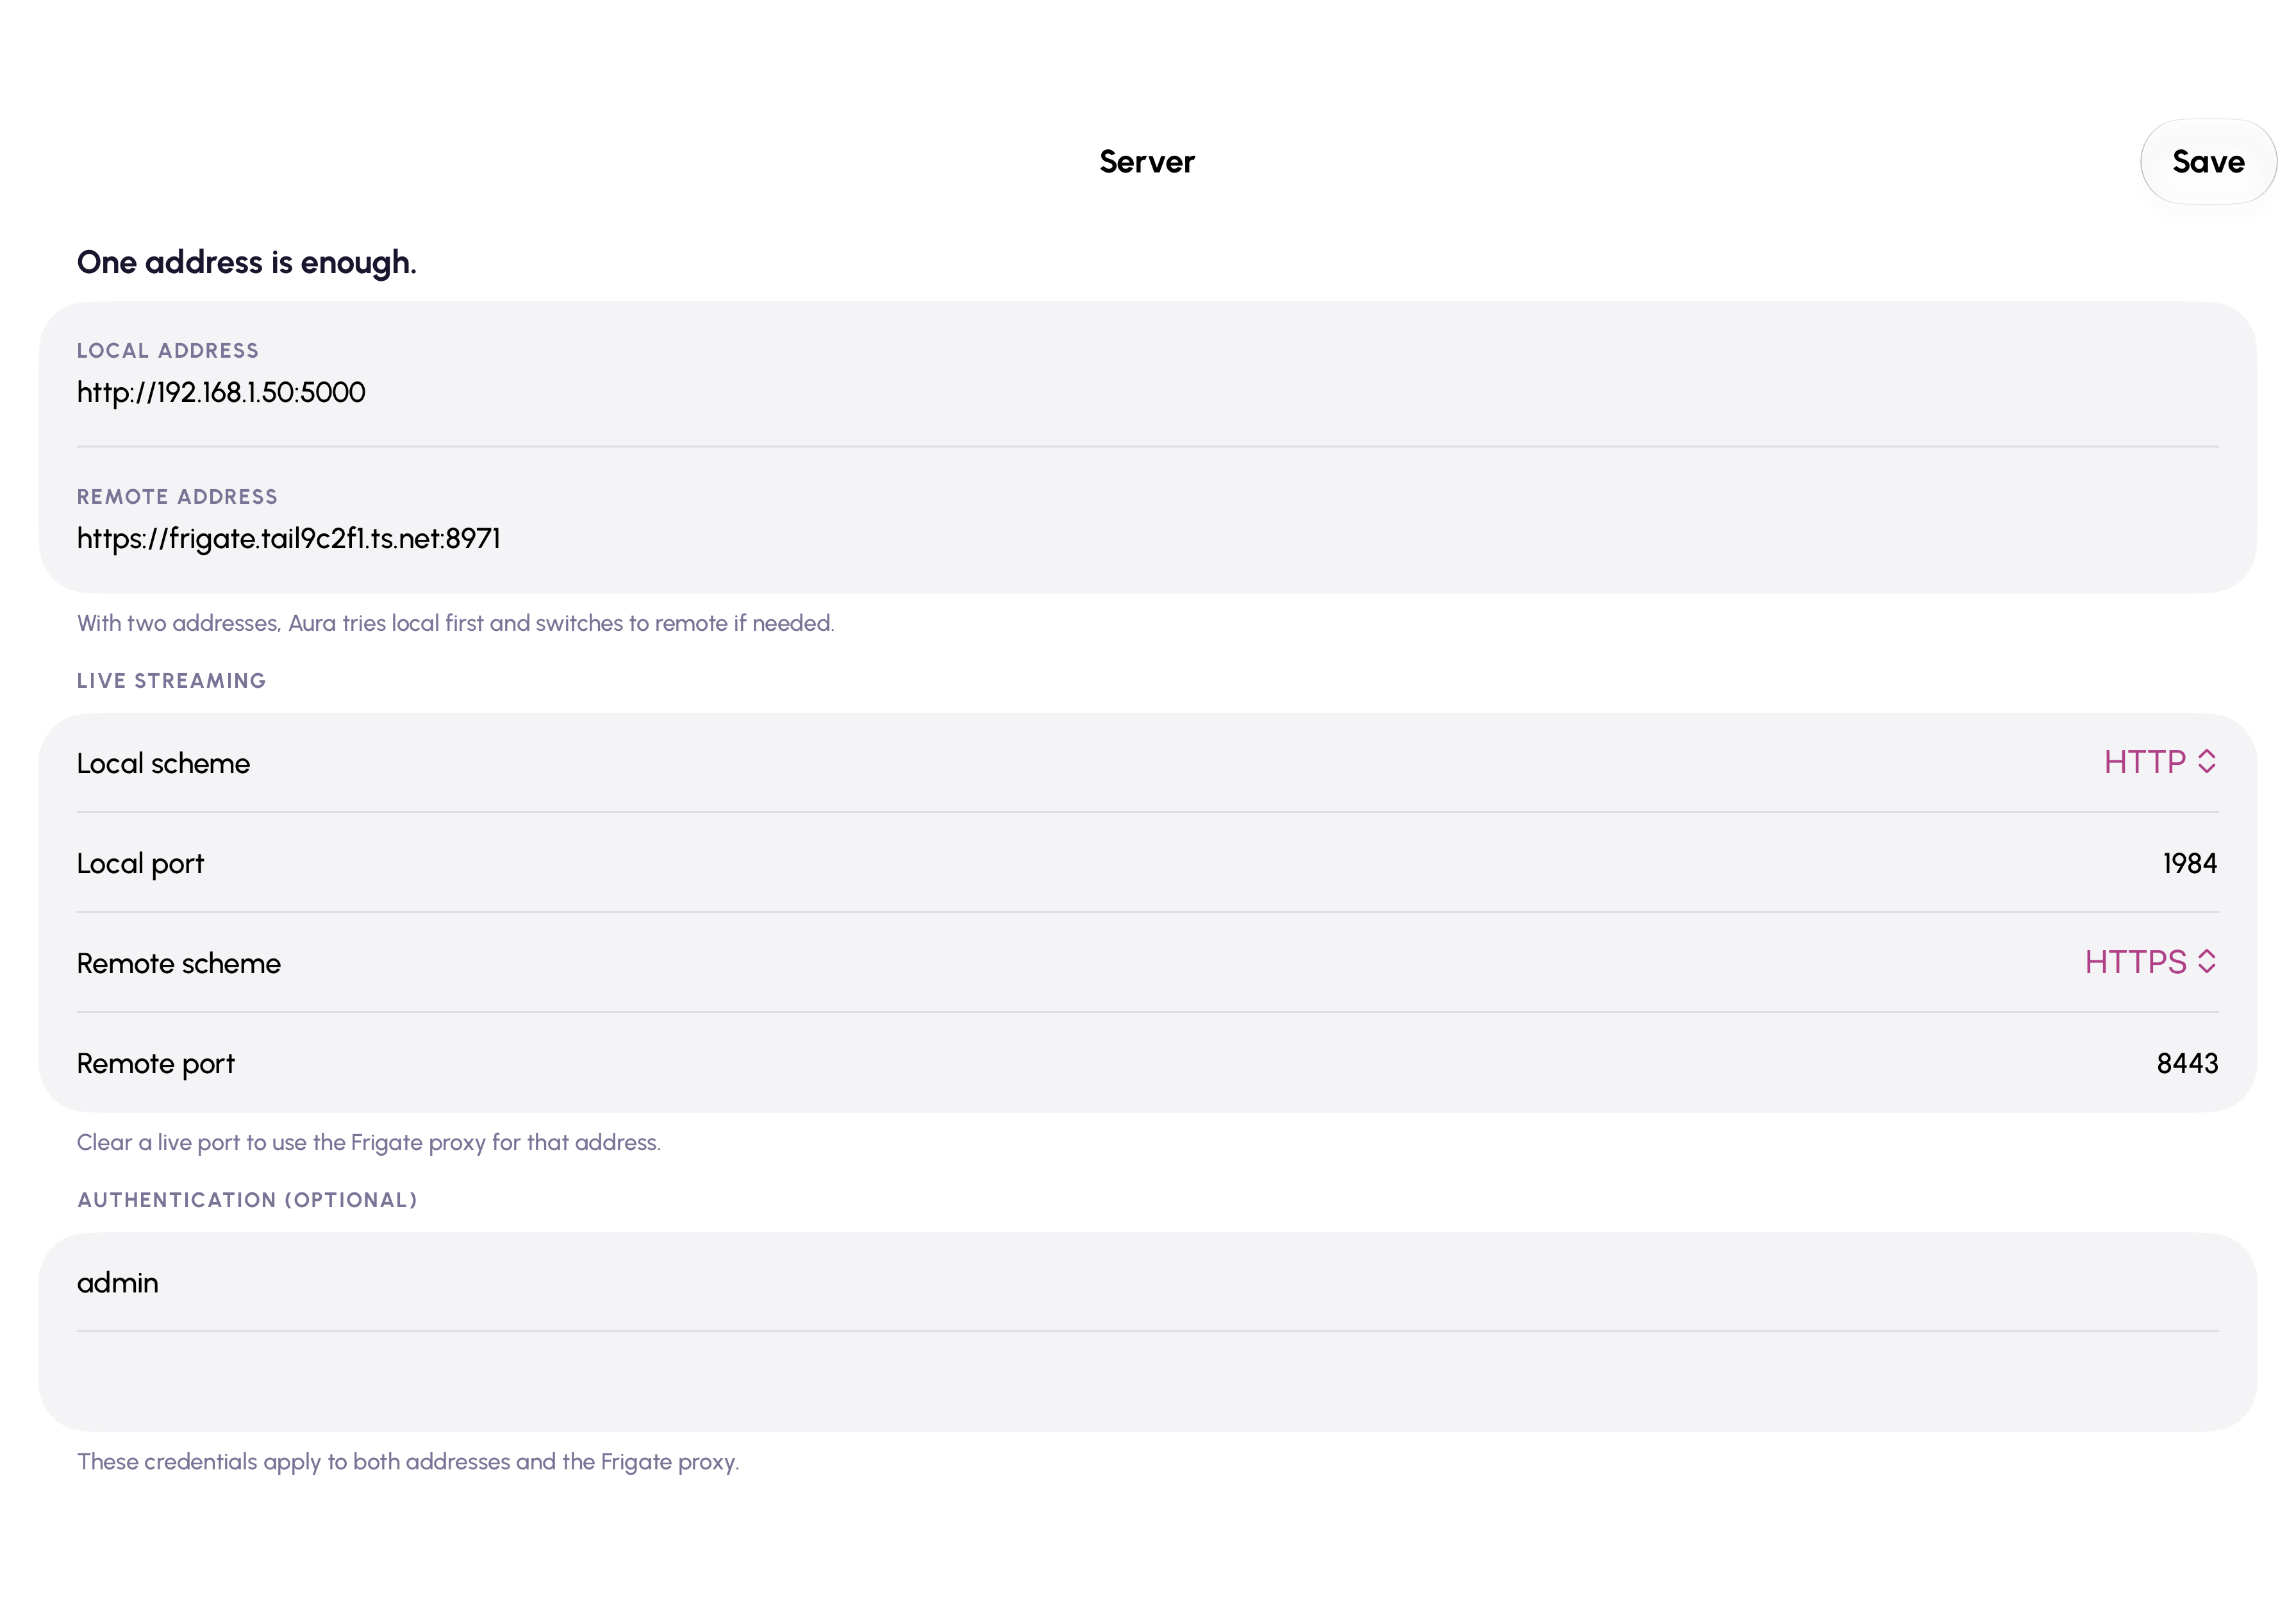 Server
Save
One address is enough.
LOCAL ADDRESS
http://192.168.1.50:5000
REMOTE ADDRESS
https://frigate.tail9c2f1.ts.net:8971
With two addresses, Aura tries local first and switches to remote if needed.
LIVE STREAMING
Local scheme HTTP
Local port 1984
Remote scheme HTTPS
Remote port 8443
Clear a live port to use the Frigate proxy for that address.
AUTHENTICATION (OPTIONAL)
admin
These credentials apply to both addresses and the Frigate proxy.